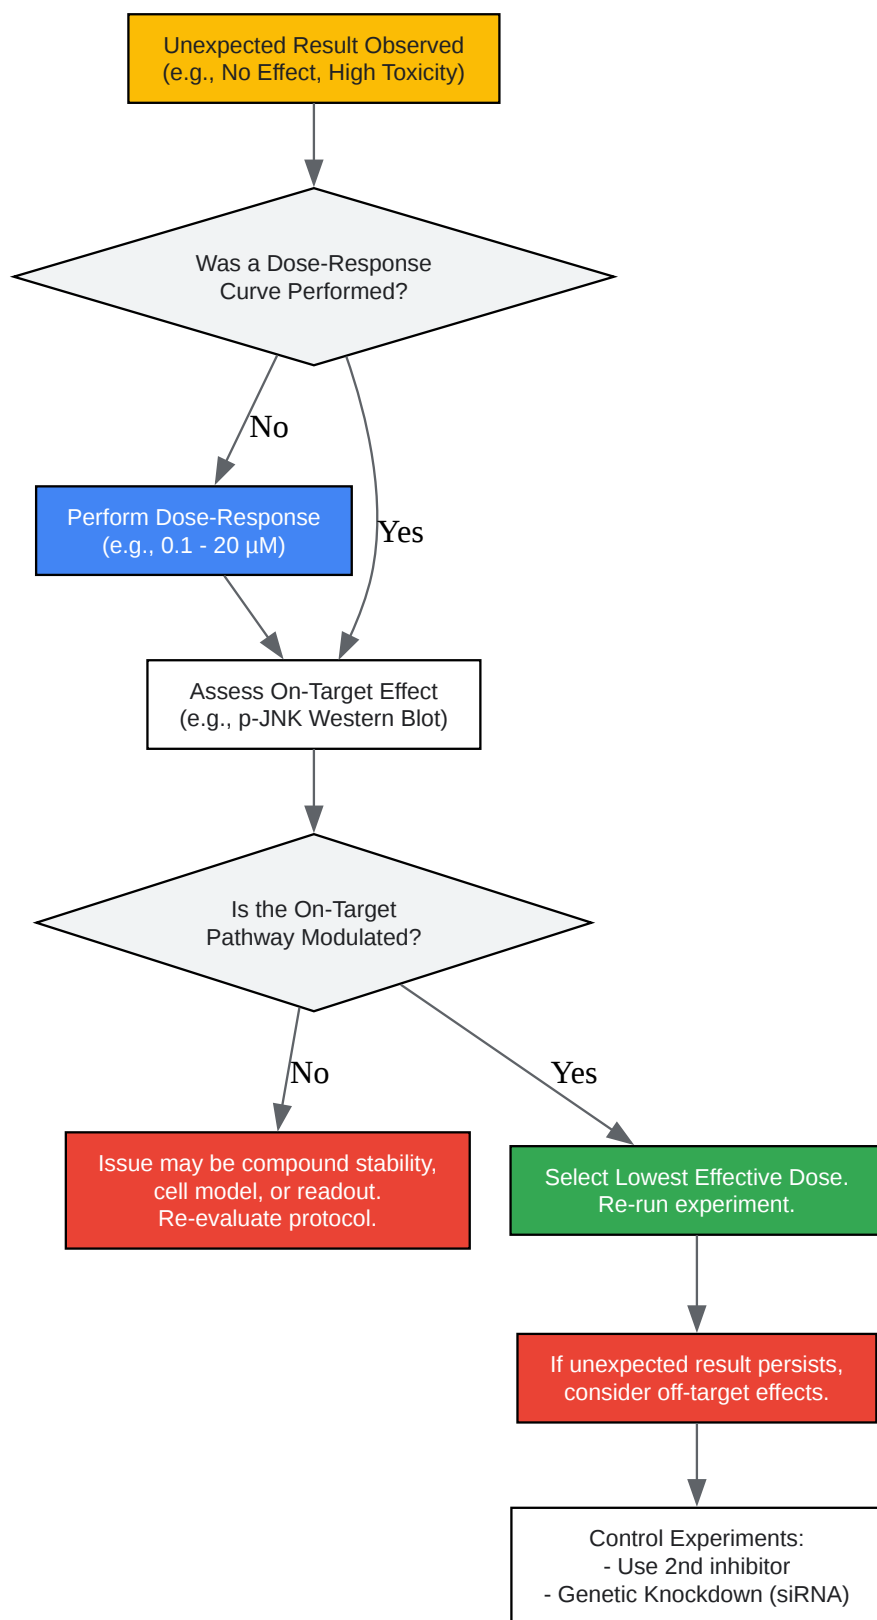 Unexpected Result Observed
(e.g., No Effect, High Toxicity)
Was a Dose-Response
Curve Performed?
No
Yes
Perform Dose-Response
(e.g., 0.1 - 20 µM)
Assess On-Target Effect
(e.g., p-JNK Western Blot)
Is the On-Target
Pathway Modulated?
No
Yes
Issue may be compound stability,
cell model, or readout.
Re-evaluate protocol.
Select Lowest Effective Dose.
Re-run experiment.
If unexpected result persists,
consider off-target effects.
Control Experiments:
- Use 2nd inhibitor
- Genetic Knockdown (siRNA)